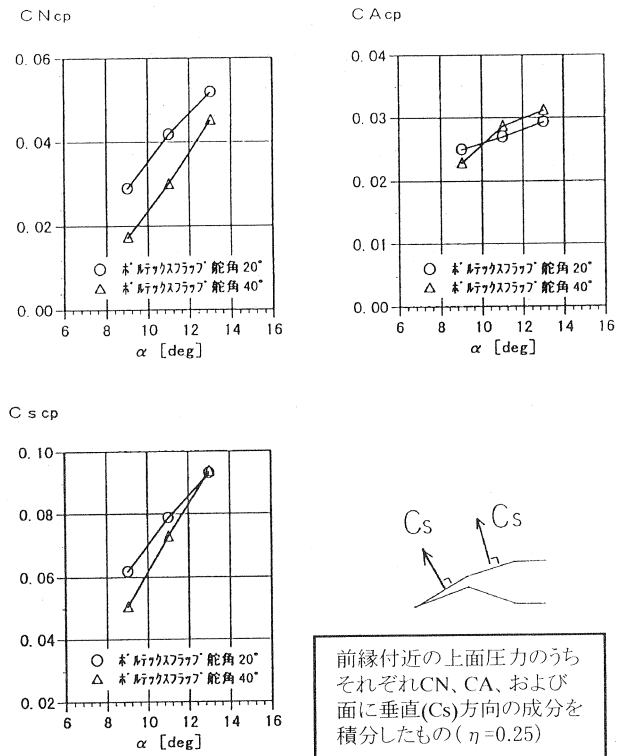 CNcp
0.06
0.04
0.02
0.00
6 8 10 12 14 16
α [deg]
ボルテックスフラップ舵角 20°
ボルテックスフラップ舵角 40°
CAcp
0.04
0.03
0.02
0.01
0.00
6 8 10 12 14 16
α [deg]
ボルテックスフラップ舵角 20°
ボルテックスフラップ舵角 40°
Cscp
0.10
0.08
0.06
0.04
0.02
6 8 10 12 14 16
α [deg]
ボルテックスフラップ舵角 20°
ボルテックスフラップ舵角 40°
Cs
Cs
前縁付近の上面圧力のうち
それぞれCN、CA、および
面に垂直(Cs)方向の成分を
積分したもの(η=0.25)